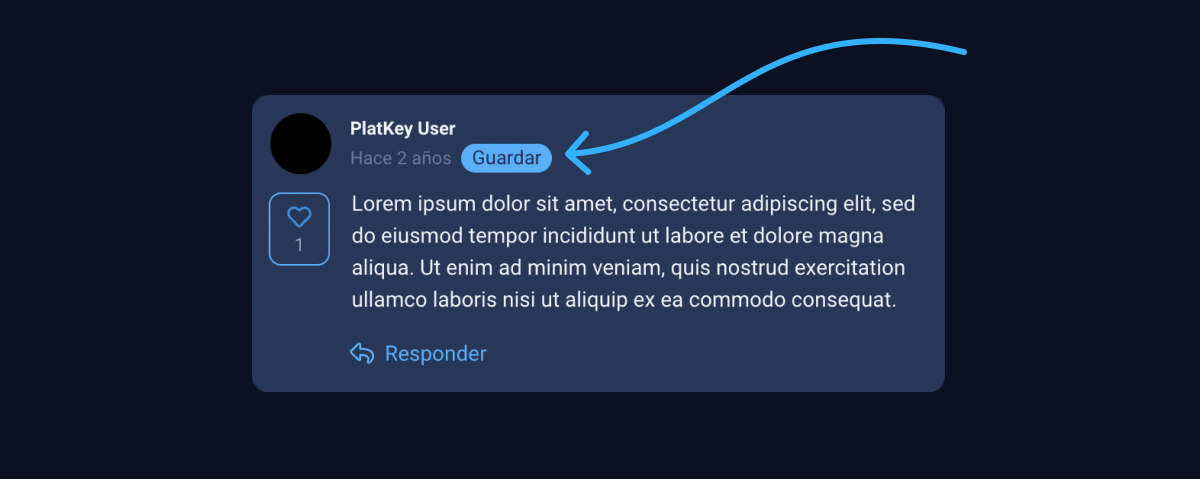 PlatKey User
Hace 2 años Guardar
Lorem ipsum dolor sit amet, consectetur adipiscing elit, sed
do eiusmod tempor incididunt ut labore et dolore magna
aliqua. Ut enim ad minim veniam, quis nostrud exercitation
ullamco laboris nisi ut aliquip ex ea commodo consequat.
1
Responder